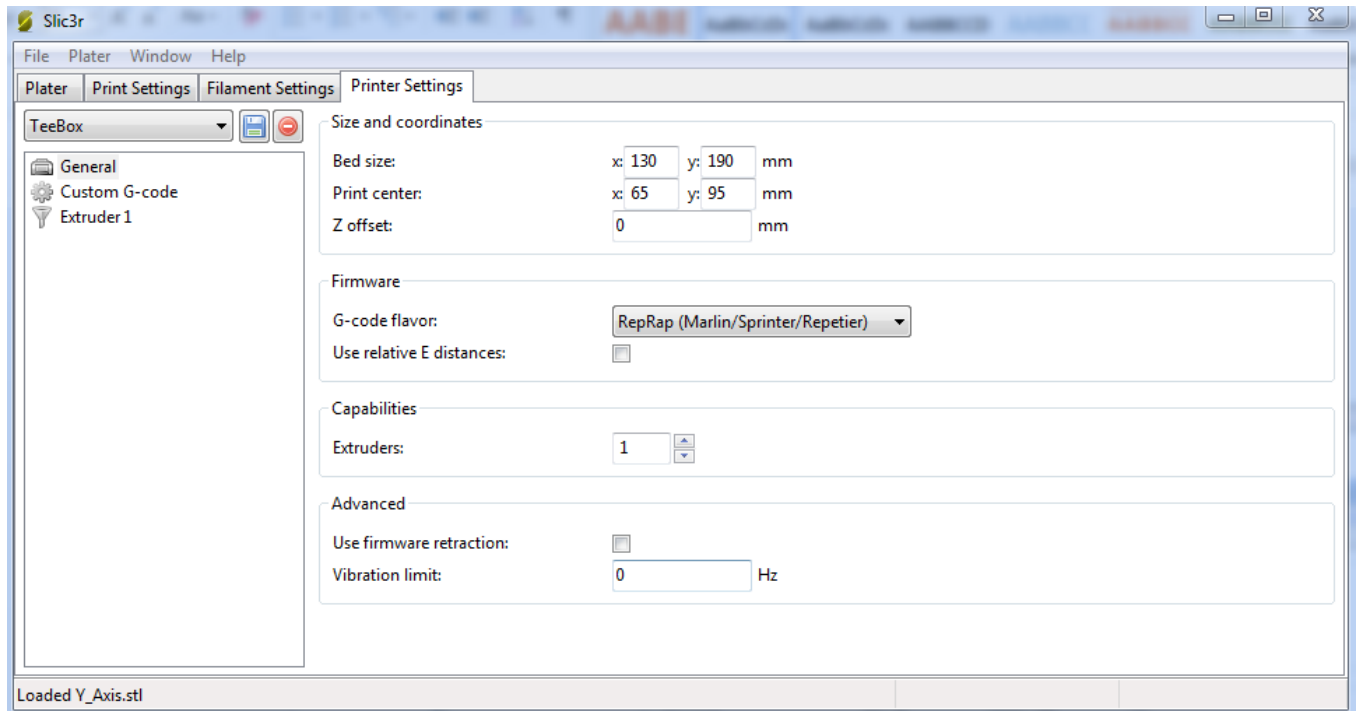 Slic3r
File Plater Window Help
Plater Print Settings Filament Settings Printer Settings
TeeBox
General
Custom G-code
Extruder 1
Size and coordinates
Bed size: x: 130 y: 190 mm
Print center: x: 65 y: 95 mm
Z offset: 0 mm
Firmware
G-code flavor: RepRap (Marlin/Sprinter/Repetier)
Use relative E distances:
Capabilities
Extruders: 1
Advanced
Use firmware retraction:
Vibration limit: 0 Hz
Loaded Y_Axis.stl